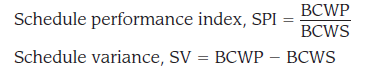 Schedule performance index, SPI = BCWP / BCWS
Schedule variance, SV = BCWP − BCWS